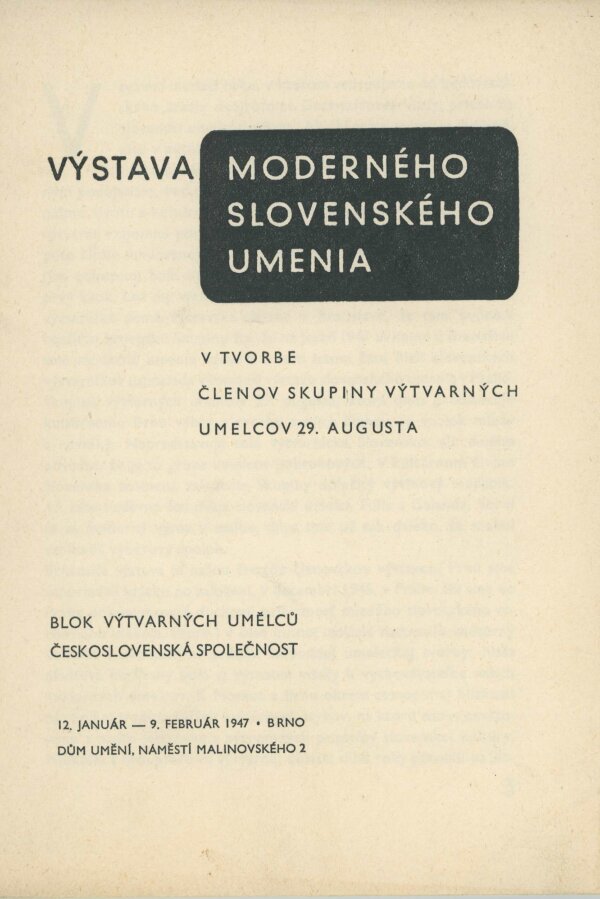 VÝSTAVA MODERNÉHO
SLOVENSKÉHO
UMENIA
V TVORBE
ČLENOV SKUPINY VÝTVARNÝCH
UMELCOV 29. AUGUSTA
BLOK VÝTVARNÝCH UMĚLCŮ
ČESKOSLOVENSKÁ SPOLEČNOST
12. JANUÁR — 9. FEBRUÁR 1947 • BRNO
DŮM UMĚNÍ, NÁMĚSTÍ MALINOVSKÉHO 2